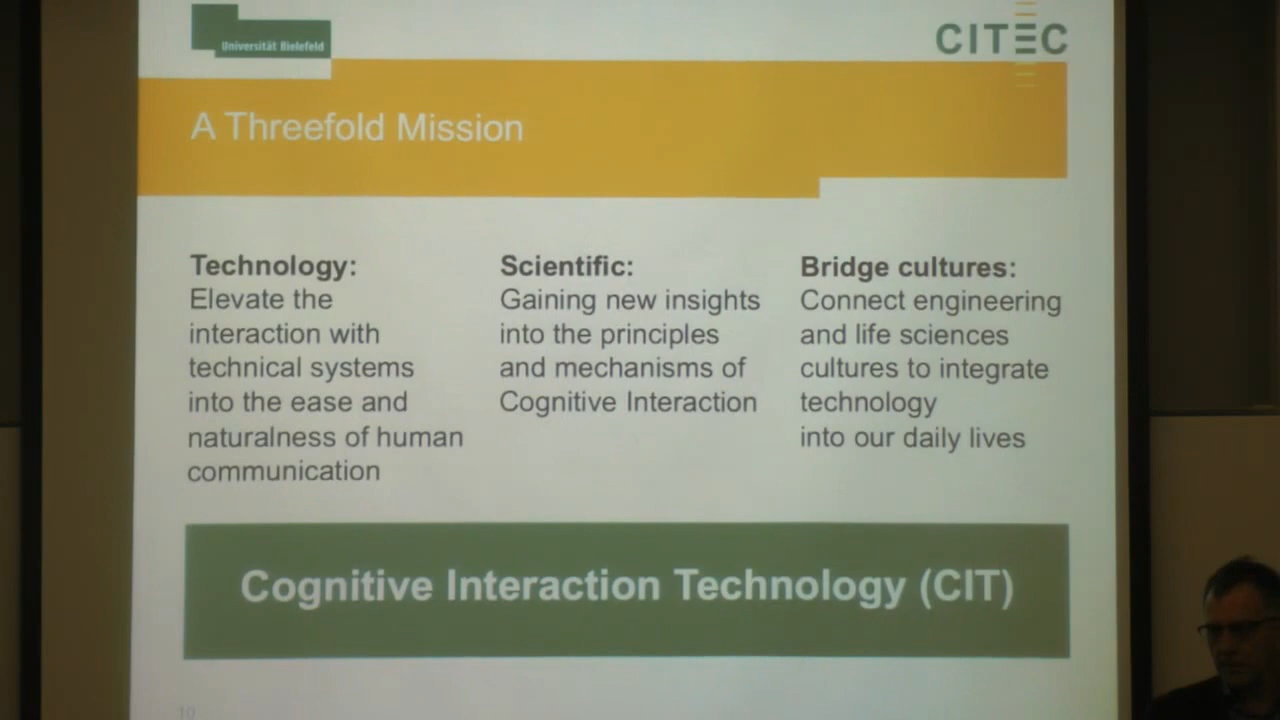 Universität Bielefeld
CITEC
A Threefold Mission
Technology:
Elevate the
interaction with
technical systems
into the ease and
naturalness of human
communication
Scientific:
Gaining new insights
into the principles
and mechanisms of
Cognitive Interaction
Bridge cultures:
Connect engineering
and life sciences
cultures to integrate
technology
into our daily lives
Cognitive Interaction Technology (CIT)